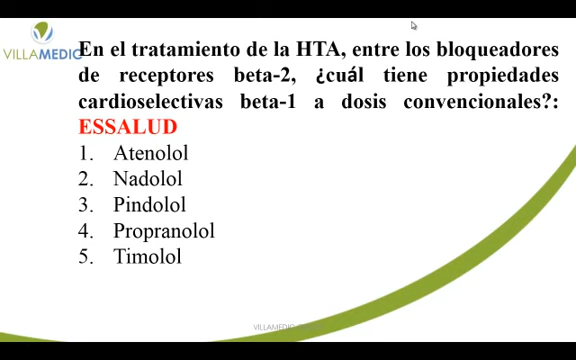 VILLAMEDIC
En el tratamiento de la HTA, entre los bloqueadores
de receptores beta-2, ¿cuál tiene propiedades
cardioselectivas beta-1 a dosis convencionales?:
ESSALUD
1. Atenolol
2. Nadolol
3. Pindolol
4. Propranolol
5. Timolol